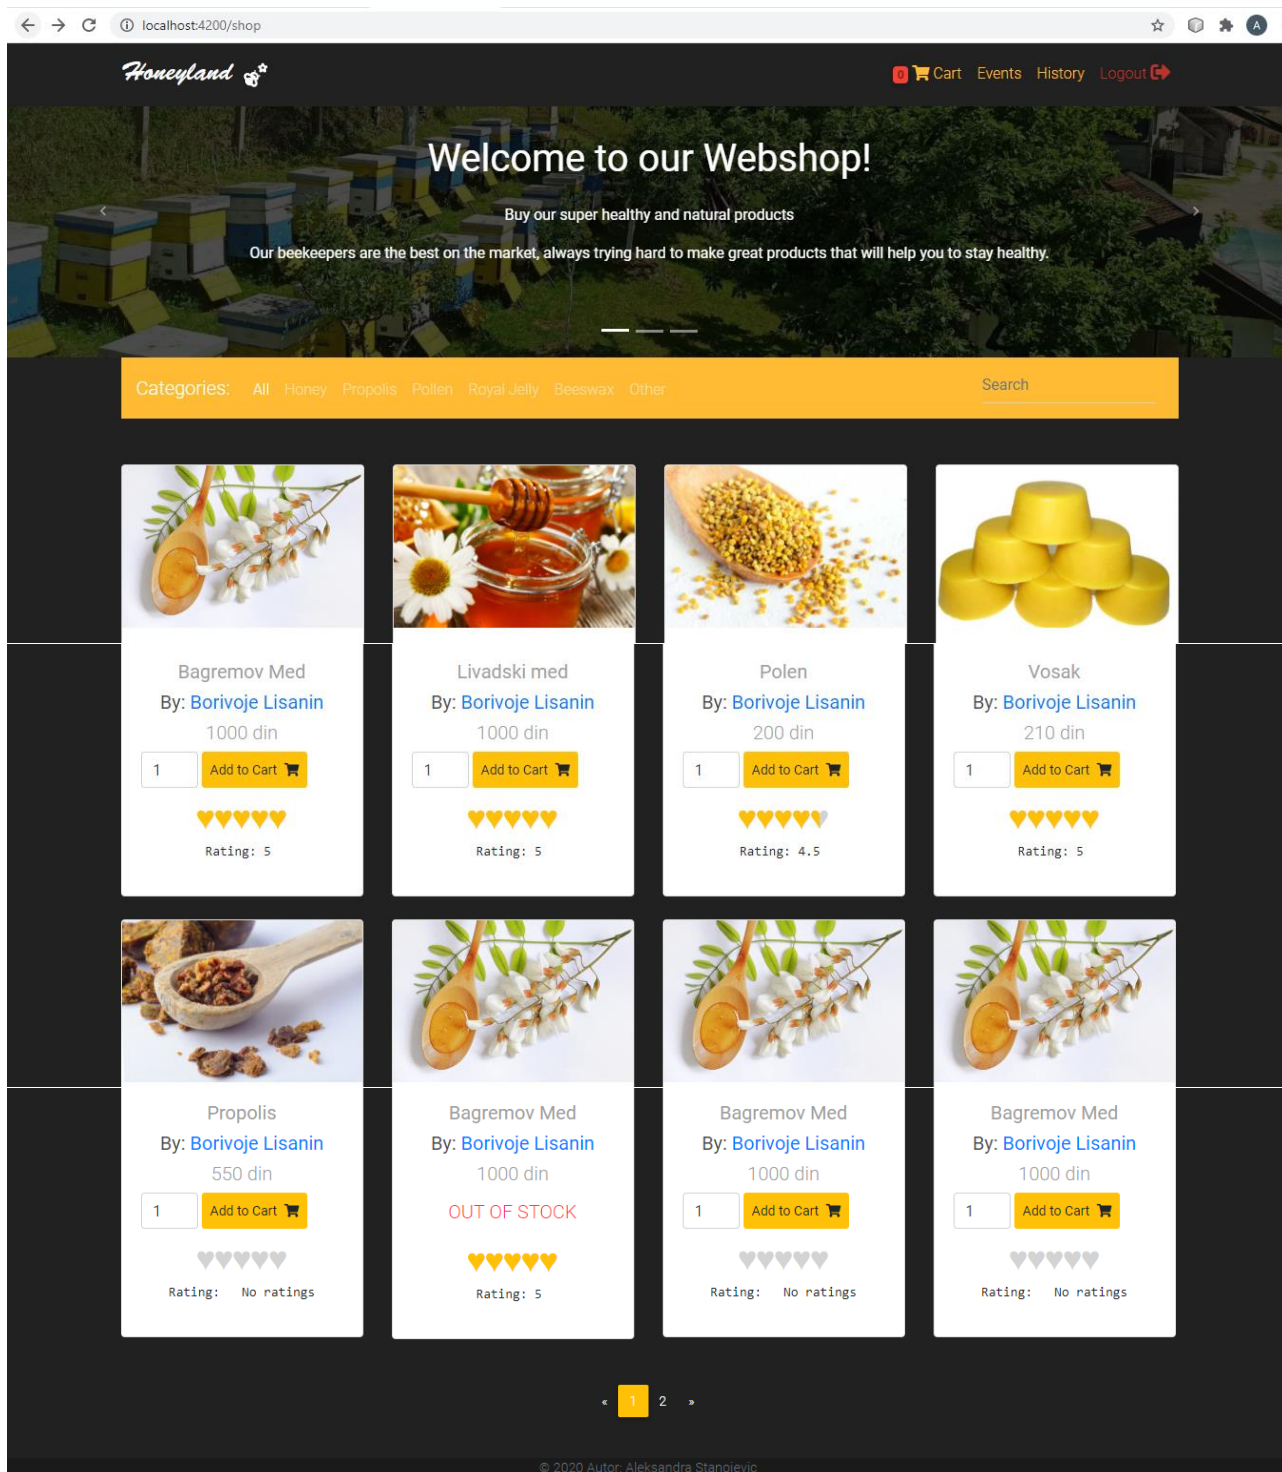 localhost:4200/shop
A
Honeyland
0 Cart Events History Logout
Welcome to our Webshop!
Buy our super healthy and natural products
Our beekeepers are the best on the market, always trying hard to make great products that will help you to stay healthy.
Categories: All Honey Propolis Pollen Royal Jelly Beeswax Other Search
Bagremov Med
By: Borivoje Lisanin
1000 din
1 Add to Cart
Rating: 5
Livadski med
By: Borivoje Lisanin
1000 din
1 Add to Cart
Rating: 5
Polen
By: Borivoje Lisanin
200 din
1 Add to Cart
Rating: 4.5
Vosak
By: Borivoje Lisanin
210 din
1 Add to Cart
Rating: 5
Propolis
By: Borivoje Lisanin
550 din
1 Add to Cart
Rating: No ratings
Bagremov Med
By: Borivoje Lisanin
1000 din
OUT OF STOCK
Rating: 5
Bagremov Med
By: Borivoje Lisanin
1000 din
1 Add to Cart
Rating: No ratings
Bagremov Med
By: Borivoje Lisanin
1000 din
1 Add to Cart
Rating: No ratings
« 1 2 »
© 2020 Autor: Aleksandra Stanojevic